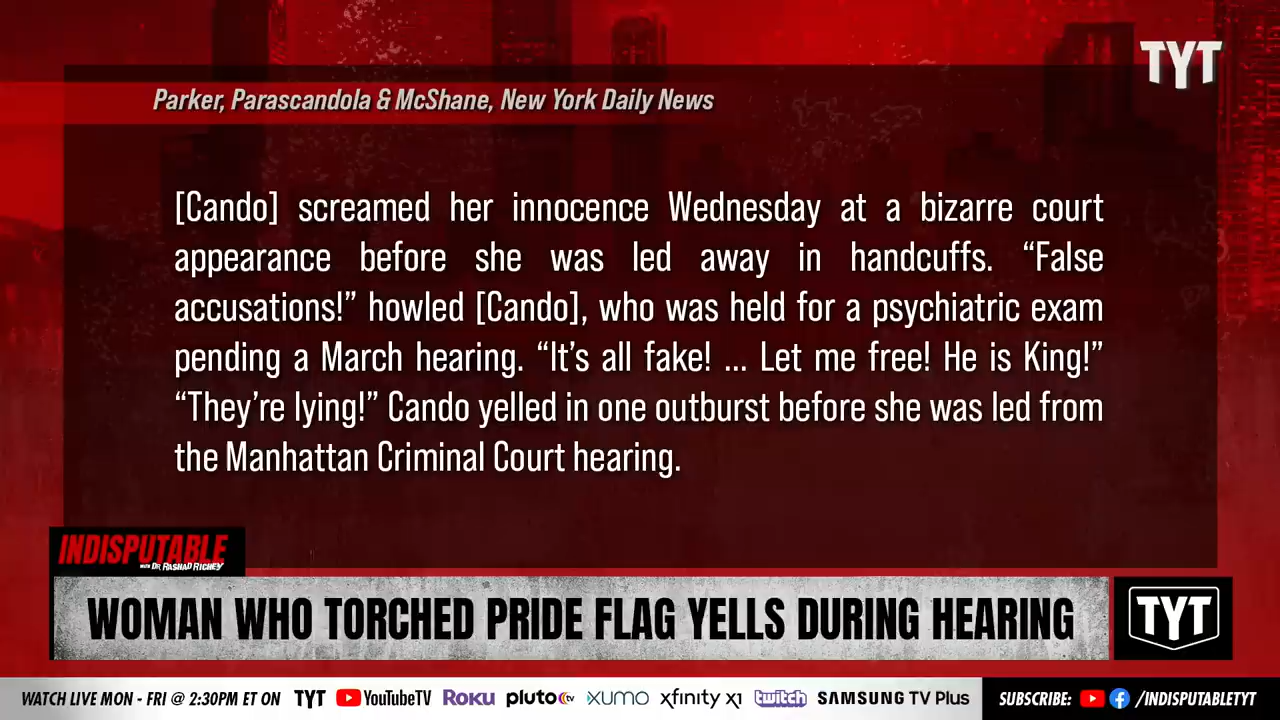 TYT
Parker, Parascandola & McShane, New York Daily News
[Cando] screamed her innocence Wednesday at a bizarre court
appearance before she was led away in handcuffs. “False
accusations!” howled [Cando], who was held for a psychiatric exam
pending a March hearing. “It’s all fake! ... Let me free! He is King!”
“They’re lying!” Cando yelled in one outburst before she was led from
the Manhattan Criminal Court hearing.
INDISPUTABLE
WITH DR. RASHAD RICHEY
WOMAN WHO TORCHED PRIDE FLAG YELLS DURING HEARING
TYT
WATCH LIVE MON - FRI @ 2:30PM ET ON TYT YouTubeTV ROKU pluto tv xumo xfinity x1 twitch SAMSUNG TV Plus SUBSCRIBE: /INDISPUTABLETYT